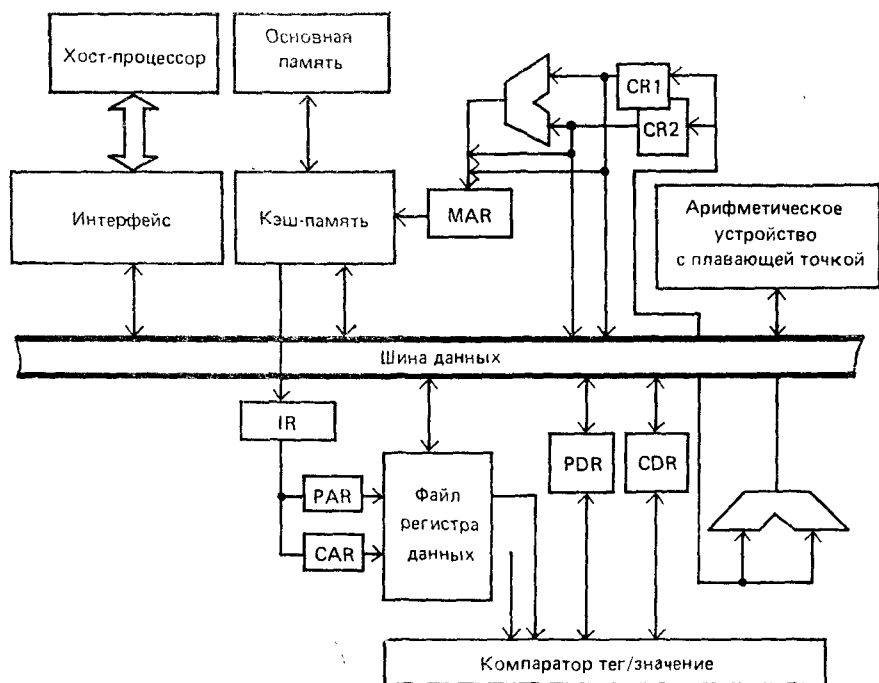 Хост-процессор
Основная
память
CR1
CR2
Интерфейс
Кэш-память
MAR
Арифметическое
устройство
с плавающей точкой
Шина данных
IR
PAR
CAR
Файл
регистра
данных
PDR
CDR
Компаратор тег/значение